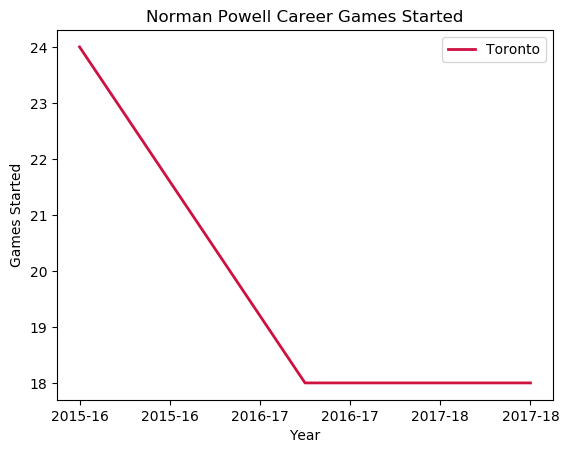 Norman Powell Career Games Started
Toronto
24
23
22
21
20
19
18
Games Started
2015-16 2015-16 2016-17 2016-17 2017-18 2017-18
Year